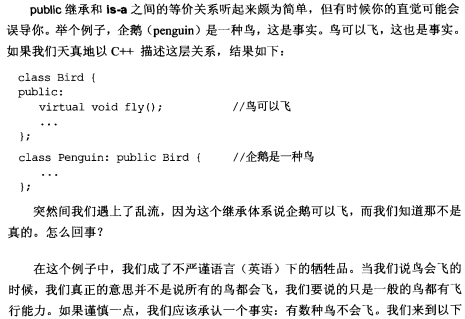 public 继承和 is-a 之间的等价关系听起来颇为简单，但有时候你的直觉可能会
误导你。举个例子，企鹅（penguin）是一种鸟，这是事实。鸟可以飞，这也是事实。
如果我们天真地以 C++ 描述这层关系，结果如下：
class Bird {
public:
virtual void fly(); //鸟可以飞
...
};
class Penguin: public Bird { //企鹅是一种鸟
...
};
突然间我们遇上了乱流，因为这个继承体系说企鹅可以飞，而我们知道那不是
真的。怎么回事？
在这个例子中，我们成了不严谨语言（英语）下的牺牲品。当我们说鸟会飞的
时候，我们真正的意思并不是说所有的鸟都会飞，我们要说的只是一般的鸟都有飞
行能力。如果谨慎一点，我们应该承认一个事实：有数种鸟不会飞。我们来到以下